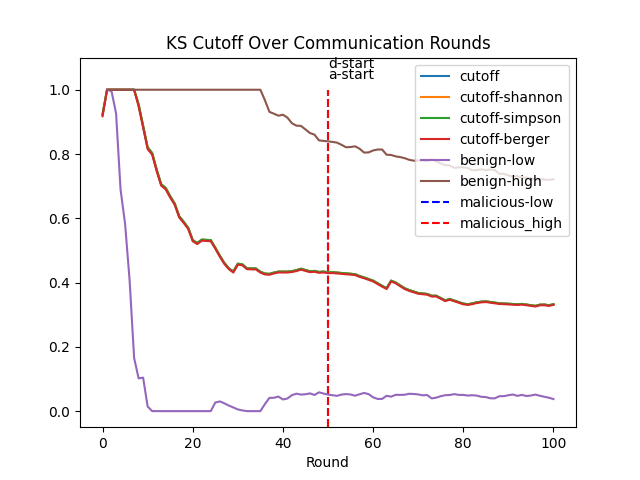 KS Cutoff Over Communication Rounds
d-start
a-start
cutoff
cutoff-shannon
cutoff-simpson
cutoff-berger
benign-low
benign-high
malicious-low
malicious_high
1.0
0.8
0.6
0.4
0.2
0.0
0 20 40 60 80 100
Round